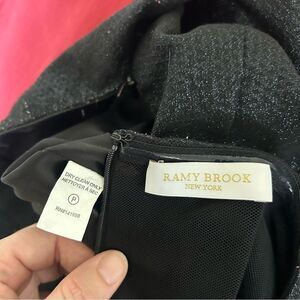 DRY CLEAN ONLY
NETTOYER A SEC
P
RAMY BROOK
NEW YORK